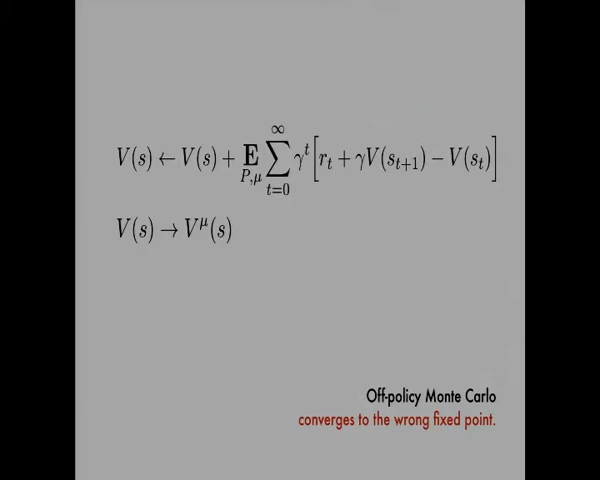 V(s) ← V(s) + E_{P,μ} ∑_{t=0}^{∞} γ^t [r_t + γV(s_{t+1}) − V(s_t)]
V(s) → V^μ(s)
Off-policy Monte Carlo
converges to the wrong fixed point.